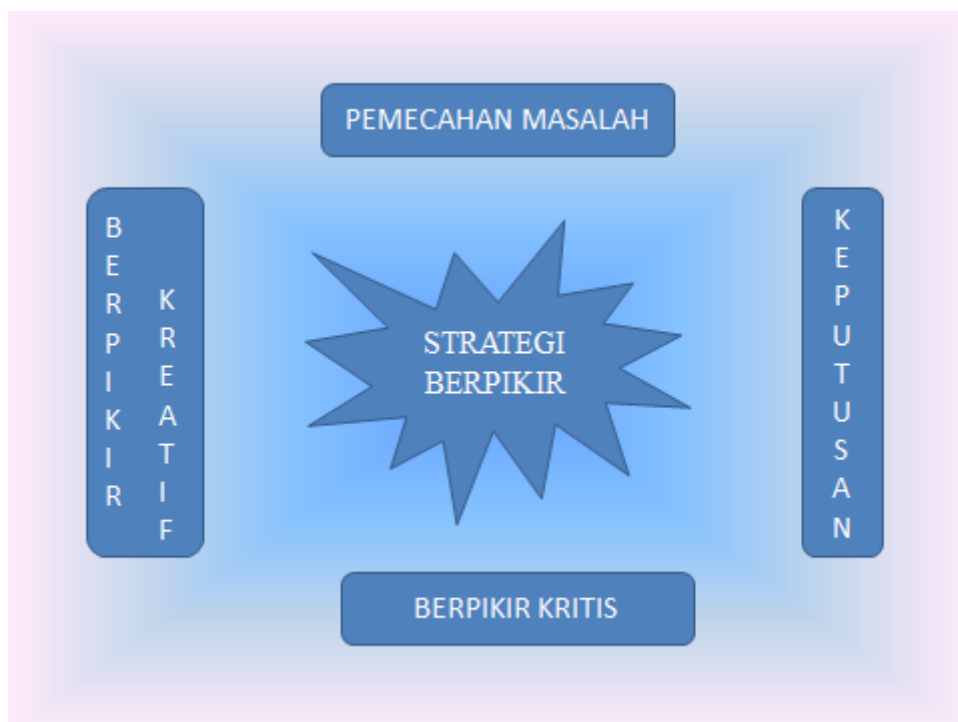 PEMECAHAN MASALAH
BERPIKIR
KREATIF
STRATEGI
BERPIKIR
KEPUTUSAN
BERPIKIR KRITIS